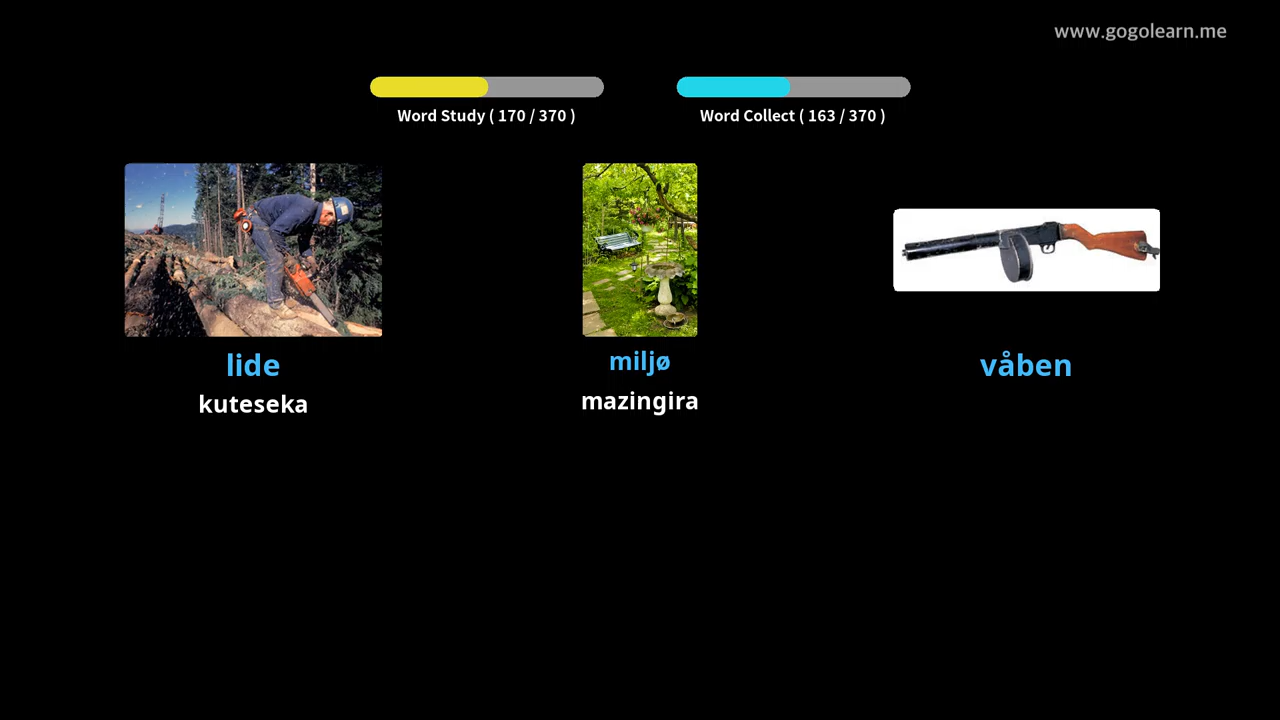 www.gogolearn.me
Word Study ( 170 / 370 )
Word Collect ( 163 / 370 )
lide
kuteseka
miljø
mazingira
våben